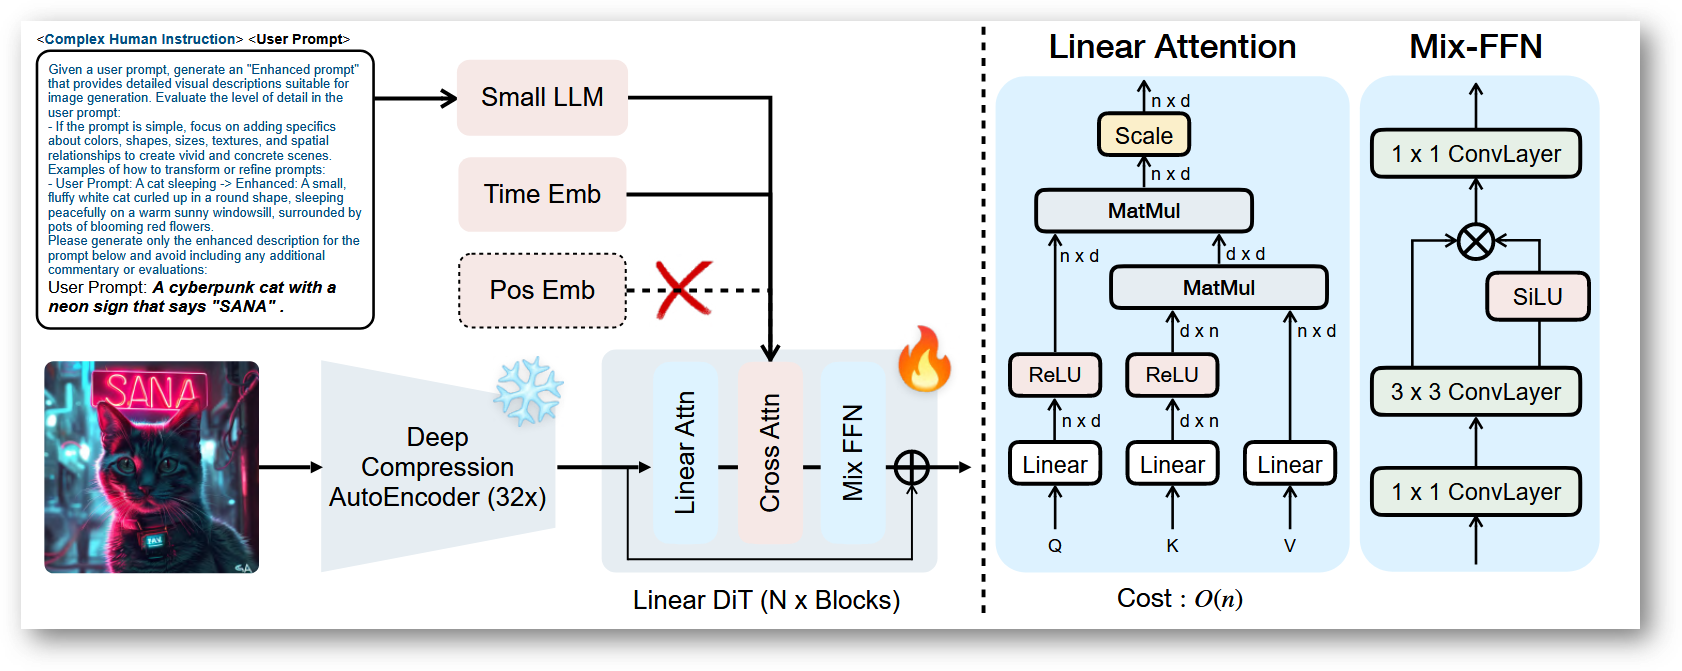 <Complex Human Instruction> <User Prompt>
Given a user prompt, generate an "Enhanced prompt"
that provides detailed visual descriptions suitable for
image generation. Evaluate the level of detail in the
user prompt:
- If the prompt is simple, focus on adding specifics
about colors, shapes, sizes, textures, and spatial
relationships to create vivid and concrete scenes.
Examples of how to transform or refine prompts:
- User Prompt: A cat sleeping -> Enhanced: A small,
fluffy white cat curled up in a round shape, sleeping
peacefully on a warm sunny windowsill, surrounded by
pots of blooming red flowers.
Please generate only the enhanced description for the
prompt below and avoid including any additional
commentary or evaluations:
User Prompt: A cyberpunk cat with a
neon sign that says "SANA" .
Small LLM
Time Emb
Pos Emb
SANA
SA
Deep
Compression
AutoEncoder (32x)
Linear Attn
Cross Attn
Mix FFN
Linear DiT (N x Blocks)
Linear Attention
n x d
Scale
n x d
MatMul
n x d
d x d
MatMul
d x n
n x d
ReLU
ReLU
n x d
d x n
Linear
Linear
Linear
Q
K
V
Cost : O(n)
Mix-FFN
1 x 1 ConvLayer
SiLU
3 x 3 ConvLayer
1 x 1 ConvLayer